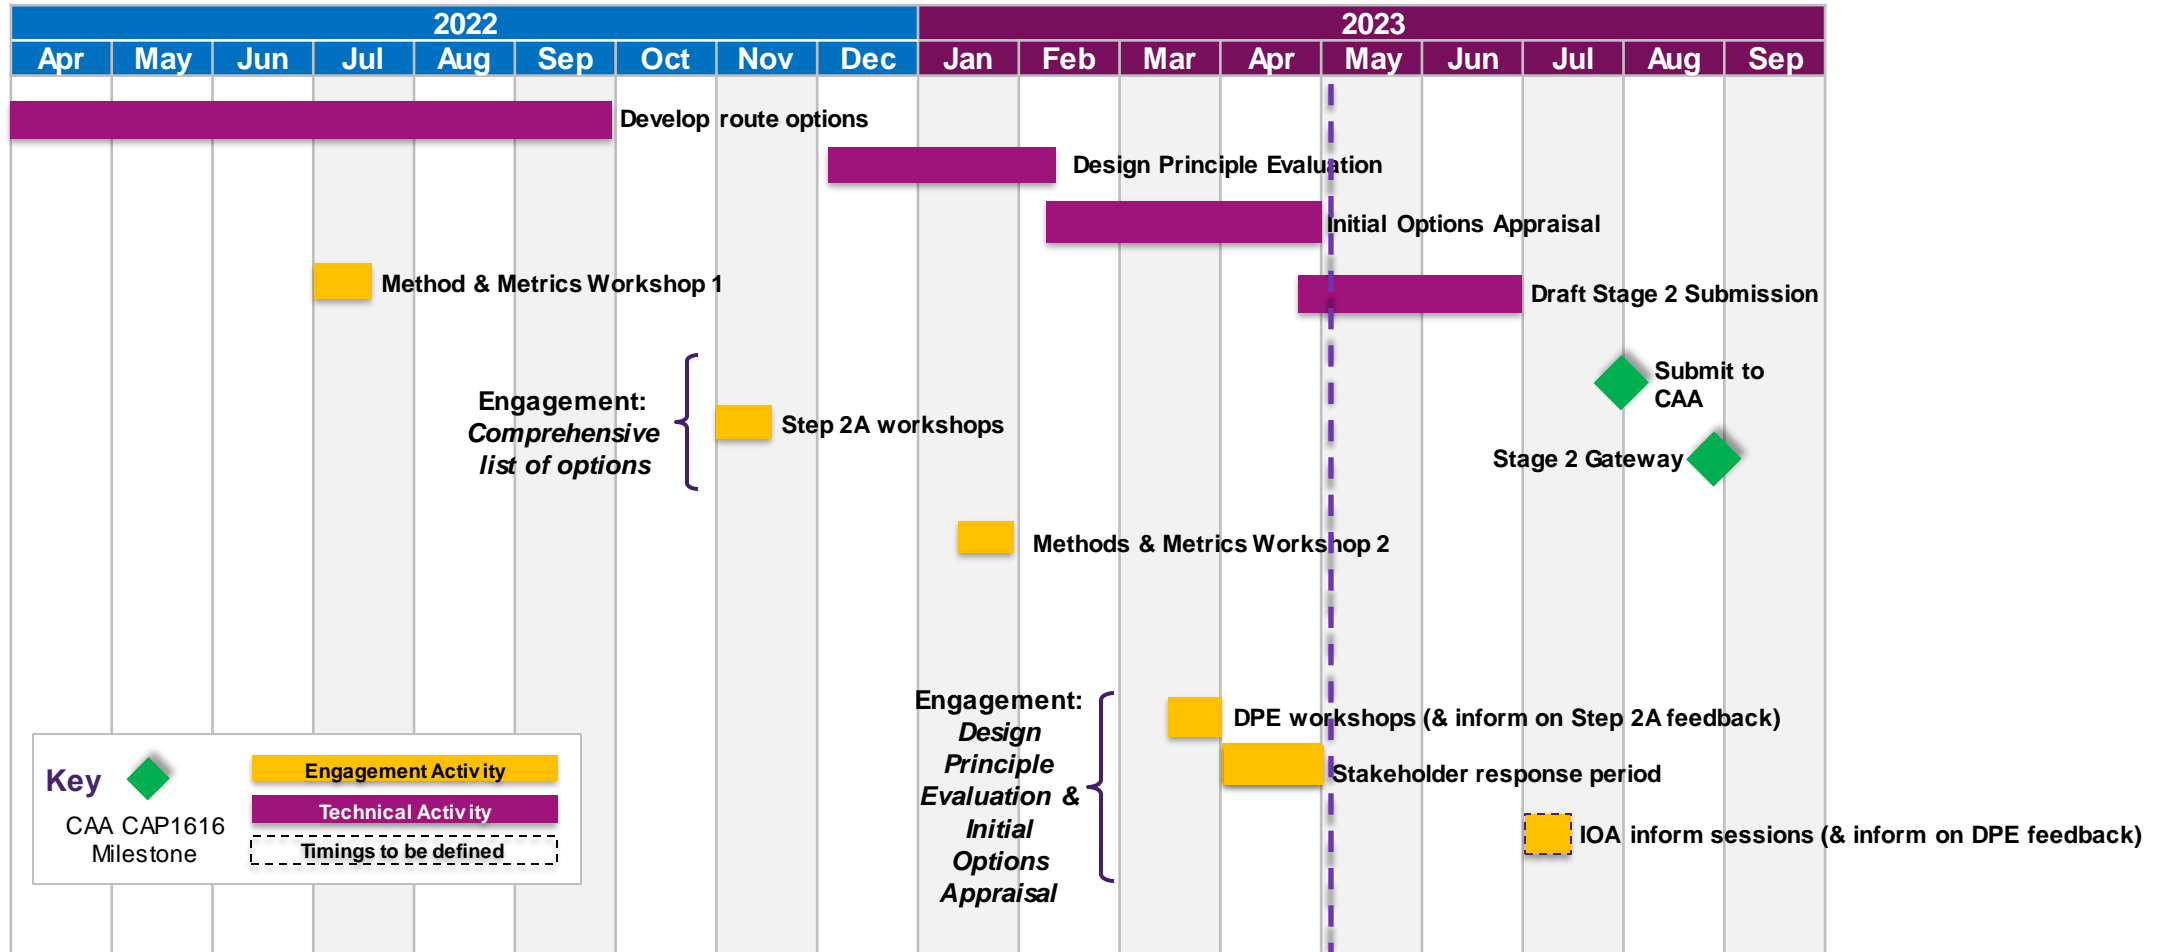 2022
2023
Apr May Jun Jul Aug Sep Oct Nov Dec Jan Feb Mar Apr May Jun Jul Aug Sep
Develop route options
Design Principle Evaluation
Initial Options Appraisal
Method & Metrics Workshop 1
Draft Stage 2 Submission
Submit to
CAA
Engagement:
Comprehensive
list of options
Step 2A workshops
Stage 2 Gateway
Methods & Metrics Workshop 2
Engagement:
Design
Principle
Evaluation &
Initial
Options
Appraisal
DPE workshops (& inform on Step 2A feedback)
Stakeholder response period
IOA inform sessions (& inform on DPE feedback)
Key
CAA CAP1616
Milestone
Engagement Activity
Technical Activity
Timings to be defined